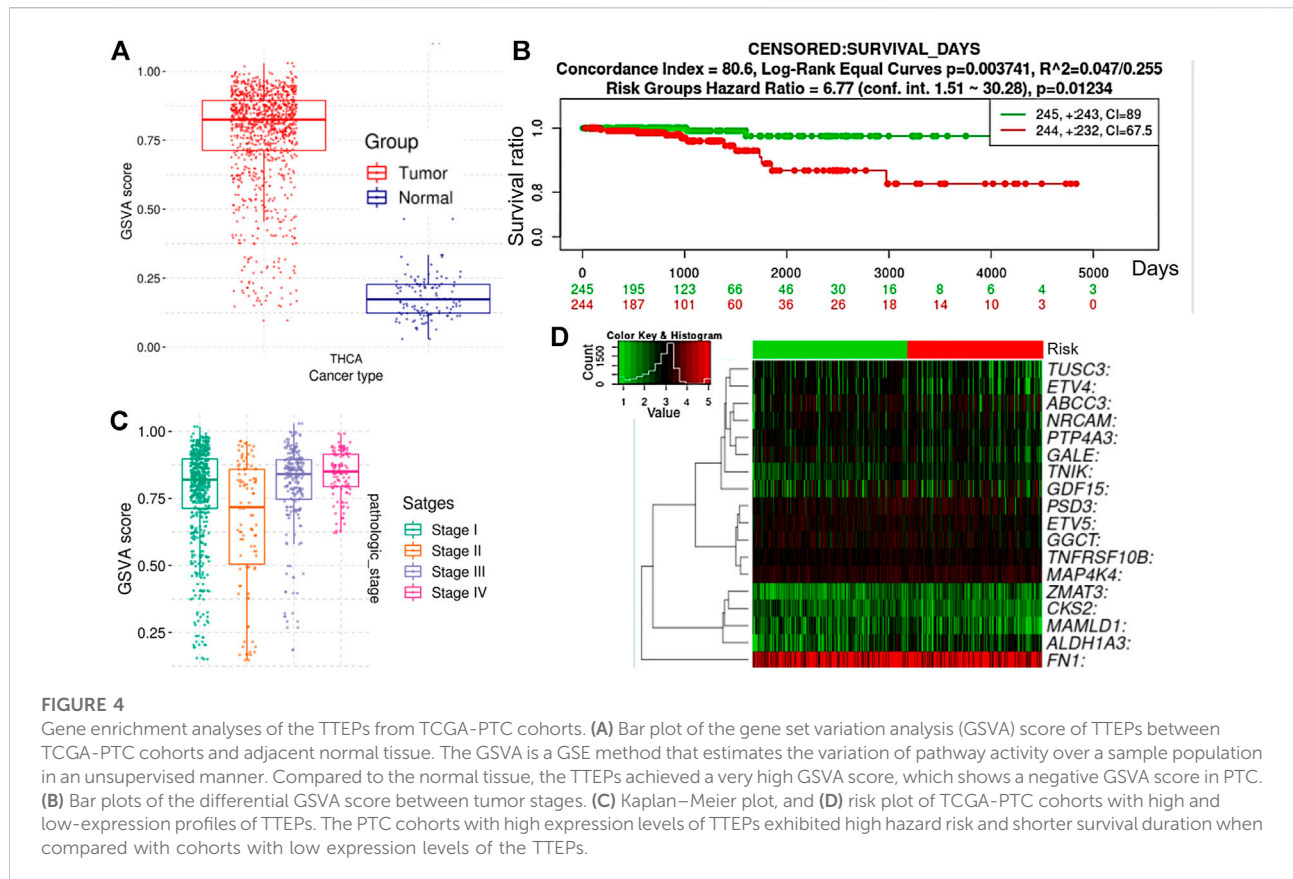 A
1.00
0.75
0.50
0.25
0.00
GSVA score
THCA
Cancer type
Group
Tumor
Normal
B
CENSORED:SURVIVAL_DAYS
Concordance Index = 80.6, Log-Rank Equal Curves p=0.003741, R^2=0.047/0.255
Risk Groups Hazard Ratio = 6.77 (conf. int. 1.51 ~ 30.28), p=0.01234
245, +:243, CI=89
244, +:232, CI=67.5
Survival ratio
1.0
0.8
0.0
0 1000 2000 3000 4000 5000 Days
245 195 123 66 46 30 16 8 6 4 3
244 187 101 60 36 26 18 14 10 3 0
C
1.00
0.75
0.50
0.25
GSVA score
pathologic_stage
Satges
Stage I
Stage II
Stage III
Stage IV
D
Color Key & Histogram
Count
0 1500
1 2 3 4 5
Value
Risk
TUSC3:
ETV4:
ABCC3:
NRCAM:
PTP4A3:
GALE:
TNIK:
GDF15:
PSD3:
ETV5:
GGCT:
TNFRSF10B:
MAP4K4:
ZMAT3:
CKS2:
MAMLD1:
ALDH1A3:
FN1:
FIGURE 4
Gene enrichment analyses of the TTEPs from TCGA-PTC cohorts. (A) Bar plot of the gene set variation analysis (GSVA) score of TTEPs between
TCGA-PTC cohorts and adjacent normal tissue. The GSVA is a GSE method that estimates the variation of pathway activity over a sample population
in an unsupervised manner. Compared to the normal tissue, the TTEPs achieved a very high GSVA score, which shows a negative GSVA score in PTC.
(B) Bar plots of the differential GSVA score between tumor stages. (C) Kaplan–Meier plot, and (D) risk plot of TCGA-PTC cohorts with high and
low-expression profiles of TTEPs. The PTC cohorts with high expression levels of TTEPs exhibited high hazard risk and shorter survival duration when
compared with cohorts with low expression levels of the TTEPs.